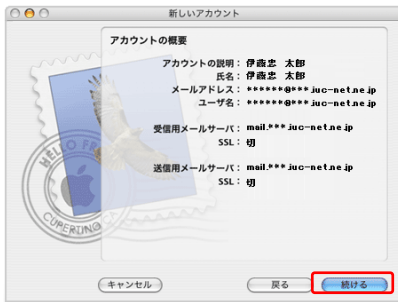 新しいアカウント
アカウントの概要
アカウントの説明： 伊藤忠 太郎
氏名： 伊藤忠 太郎
メールアドレス： ******@***.iuc-net.ne.jp
ユーザ名： ******@***.iuc-net.ne.jp
受信用メールサーバ： mail.***.iuc-net.ne.jp
SSL： 切
送信用メールサーバ： mail.***.iuc-net.ne.jp
SSL： 切
HELLO FR
CUPERTINO
キャンセル 戻る 続ける